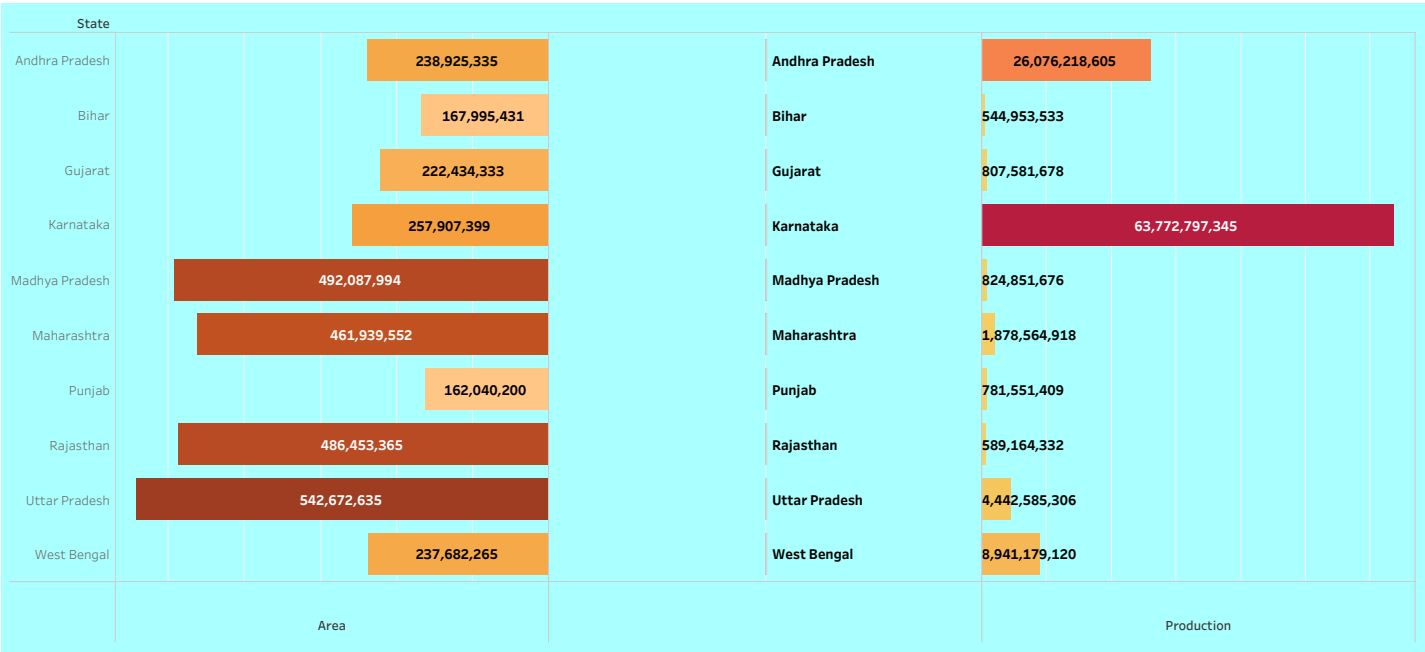 State
Andhra Pradesh 238,925,335 Andhra Pradesh 26,076,218,605
Bihar 167,995,431 Bihar 544,953,533
Gujarat 222,434,333 Gujarat 807,581,678
Karnataka 257,907,399 Karnataka 63,772,797,345
Madhya Pradesh 492,087,994 Madhya Pradesh 824,851,676
Maharashtra 461,939,552 Maharashtra 1,878,564,918
Punjab 162,040,200 Punjab 781,551,409
Rajasthan 486,453,365 Rajasthan 589,164,332
Uttar Pradesh 542,672,635 Uttar Pradesh 4,442,585,306
West Bengal 237,682,265 West Bengal 8,941,179,120
Area Production